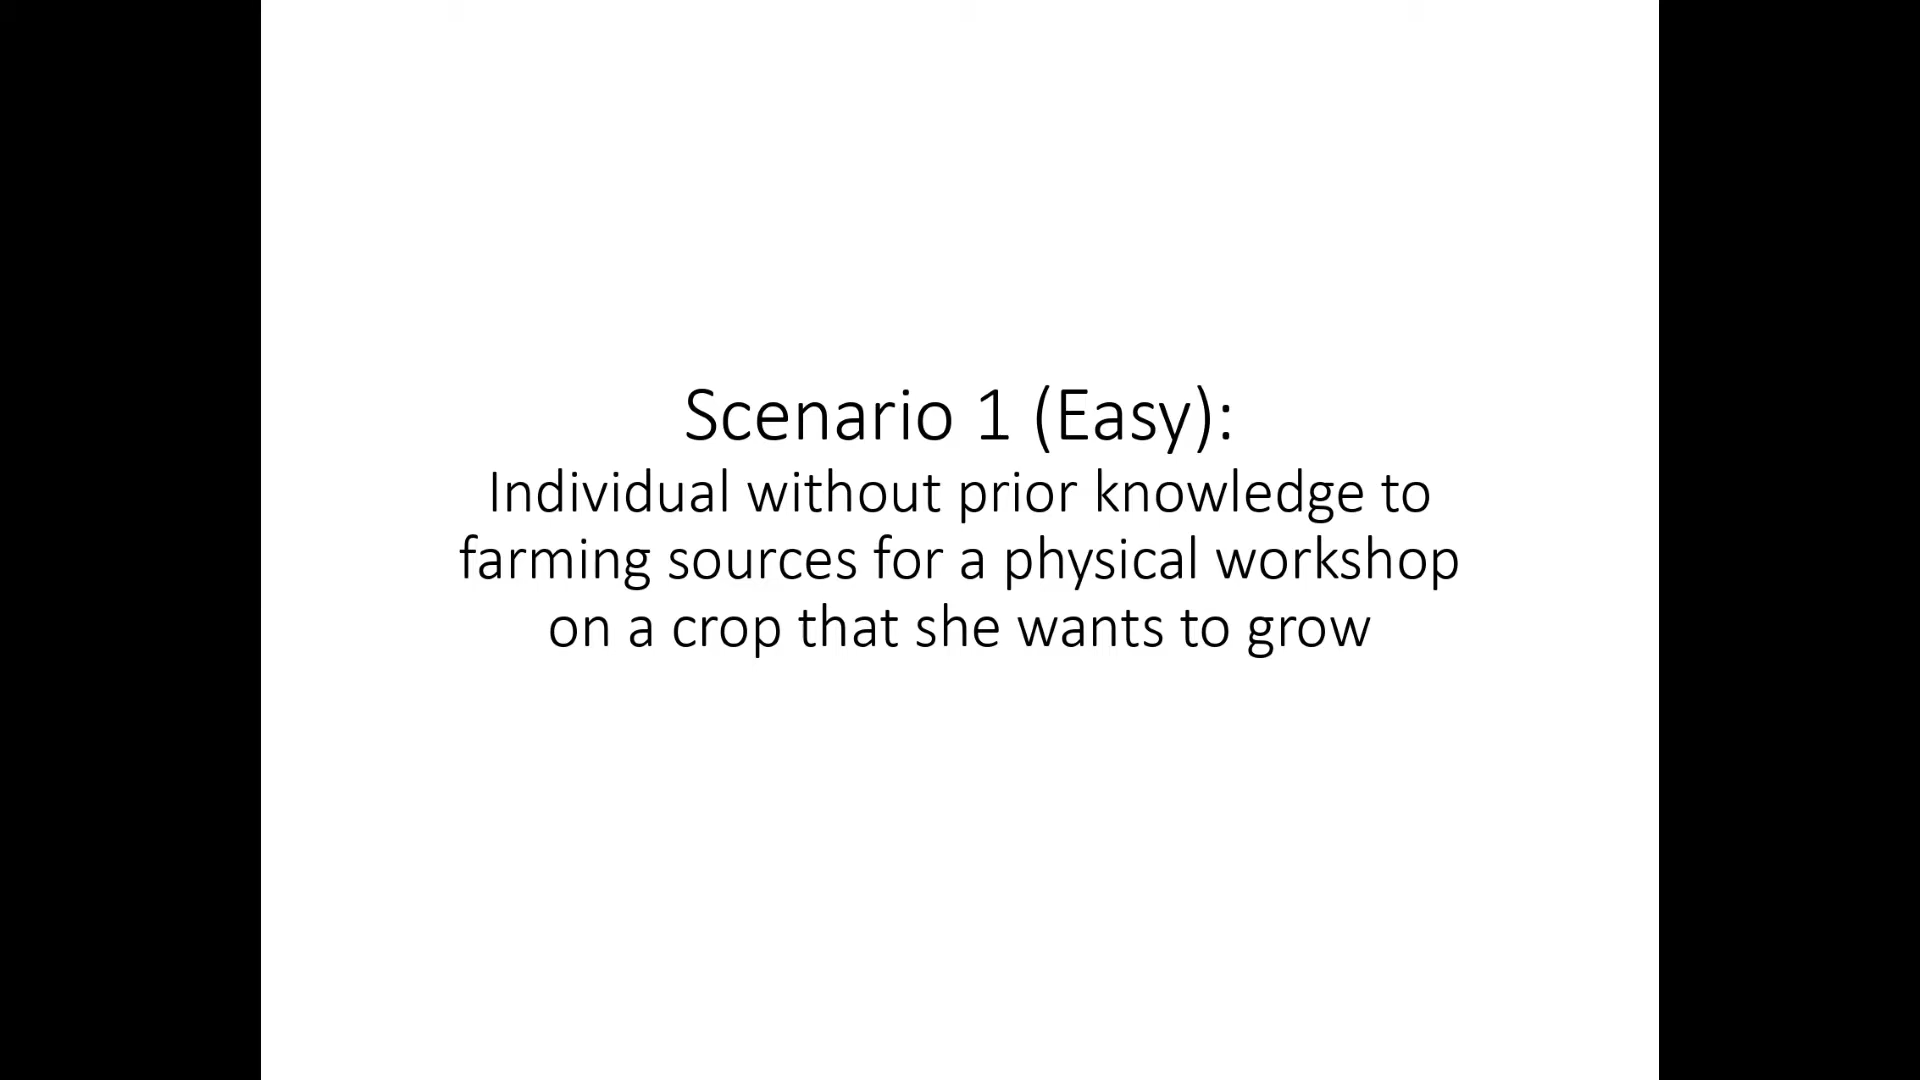 Scenario 1 (Easy):
Individual without prior knowledge to
farming sources for a physical workshop
on a crop that she wants to grow